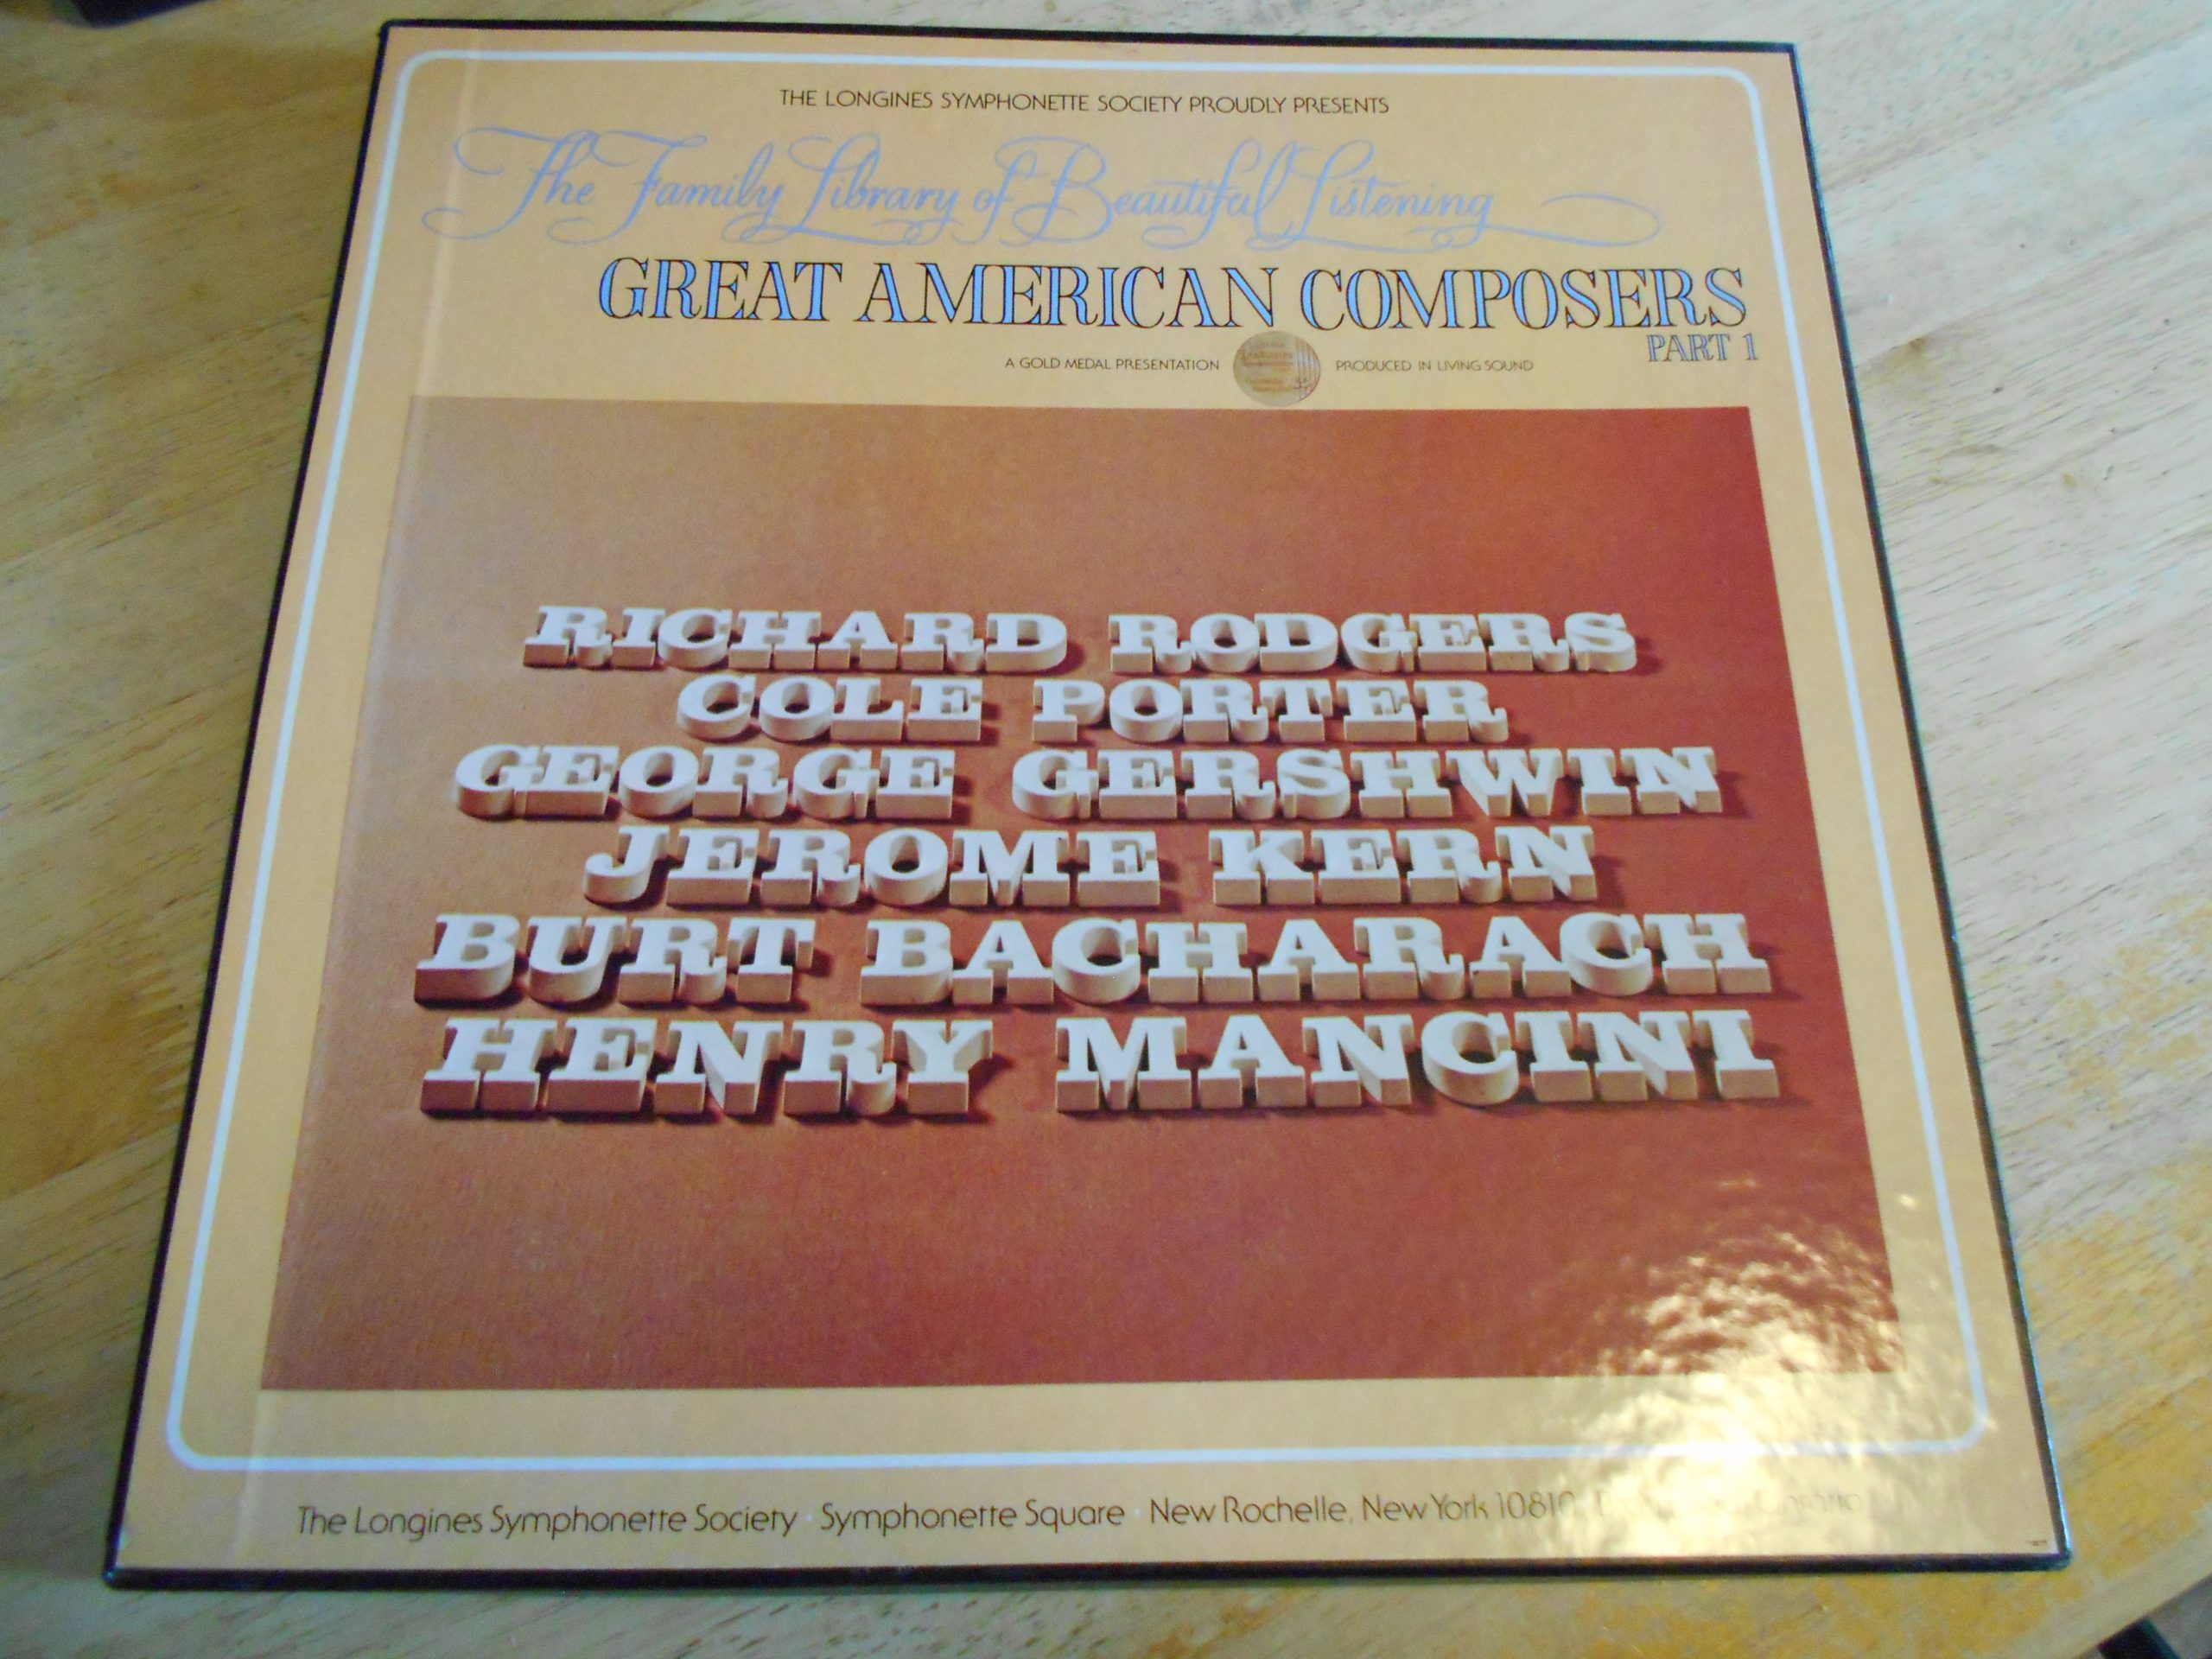 THE LONGINES SYMPHONETTE SOCIETY PROUDLY PRESENTS
The Family Library of Beautiful Listening
GREAT AMERICAN COMPOSERS
PART 1
A GOLD MEDAL PRESENTATION PRODUCED IN LIVING SOUND
RICHARD RODGERS
COLE PORTER
GEORGE GERSHWIN
JEROME KERN
BURT BACHARACH
HENRY MANCINI
The Longines Symphonette Society · Symphonette Square · New Rochelle, New York 10810 Ontario